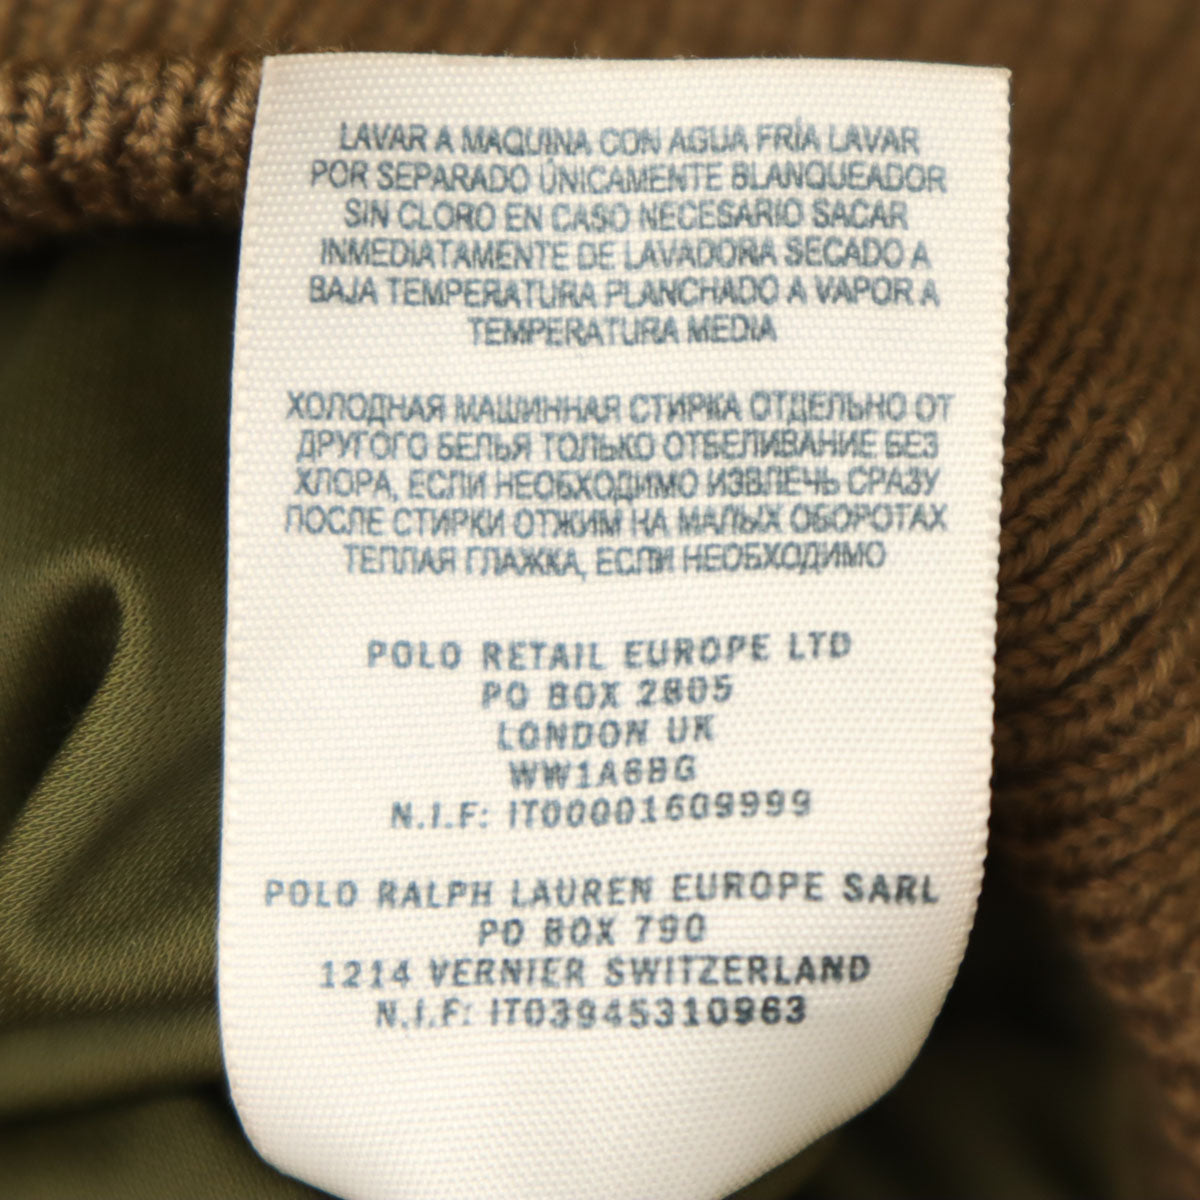 LAVAR A MAQUINA CON AGUA FRÍA LAVAR
POR SEPARADO ÚNICAMENTE BLANQUEADOR
SIN CLORO EN CASO NECESARIO SACAR
INMEDIATAMENTE DE LAVADORA SECADO A
BAJA TEMPERATURA PLANCHADO A VAPOR A
TEMPERATURA MEDIA
ХОЛОДНАЯ МАШИННАЯ СТИРКА ОТДЕЛЬНО ОТ
ДРУГОГО БЕЛЬЯ ТОЛЬКО ОТБЕЛИВАНИЕ БЕЗ
ХЛОРА, ЕСЛИ НЕОБХОДИМО ИЗВЛЕЧЬ СРАЗУ
ПОСЛЕ СТИРКИ ОТЖИМ НА МАЛЫХ ОБОРОТАХ
ТЕПЛАЯ ГЛАЖКА, ЕСЛИ НЕОБХОДИМО
POLO RETAIL EUROPE LTD
PO BOX 2805
LONDON UK
WW1A6BG
N.I.F: IT00001609999
POLO RALPH LAUREN EUROPE SARL
PO BOX 790
1214 VERNIER SWITZERLAND
N.I.F: IT03945310963